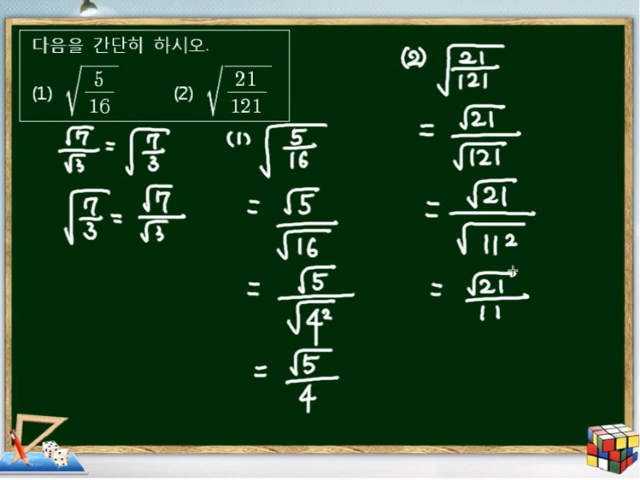 다음을 간단히 하시오.
(1) √(5/16) (2) √(21/121)
√7/√3 = √(7/3)
√(7/3) = √7/√3
(1) √(5/16)
= √5/√16
= √5/√(4²)
= √5/4
(2) √(21/121)
= √21/√121
= √21/√(11²)
= √21/11